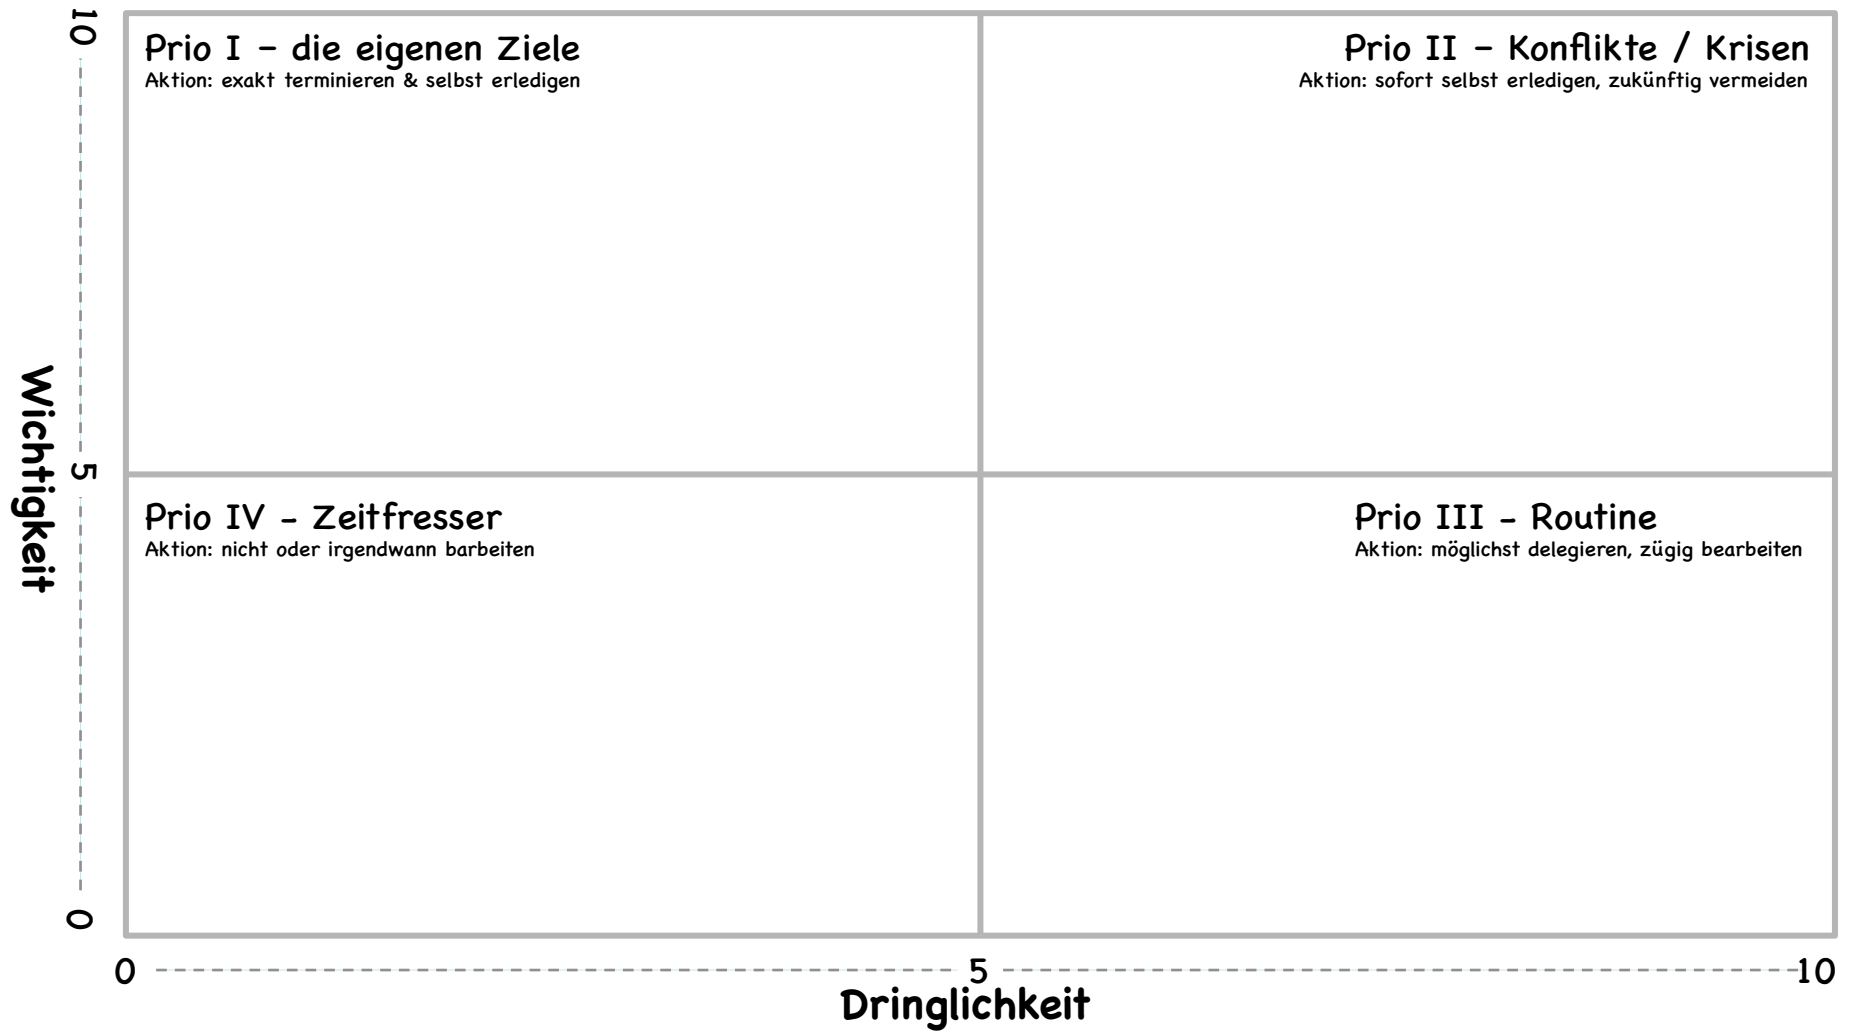 10
Prio I – die eigenen Ziele
Aktion: exakt terminieren & selbst erledigen
Prio II – Konflikte / Krisen
Aktion: sofort selbst erledigen, zukünftig vermeiden
Wichtigkeit
5
Prio IV – Zeitfresser
Aktion: nicht oder irgendwann barbeiten
Prio III – Routine
Aktion: möglichst delegieren, zügig bearbeiten
0
0 5 10
Dringlichkeit